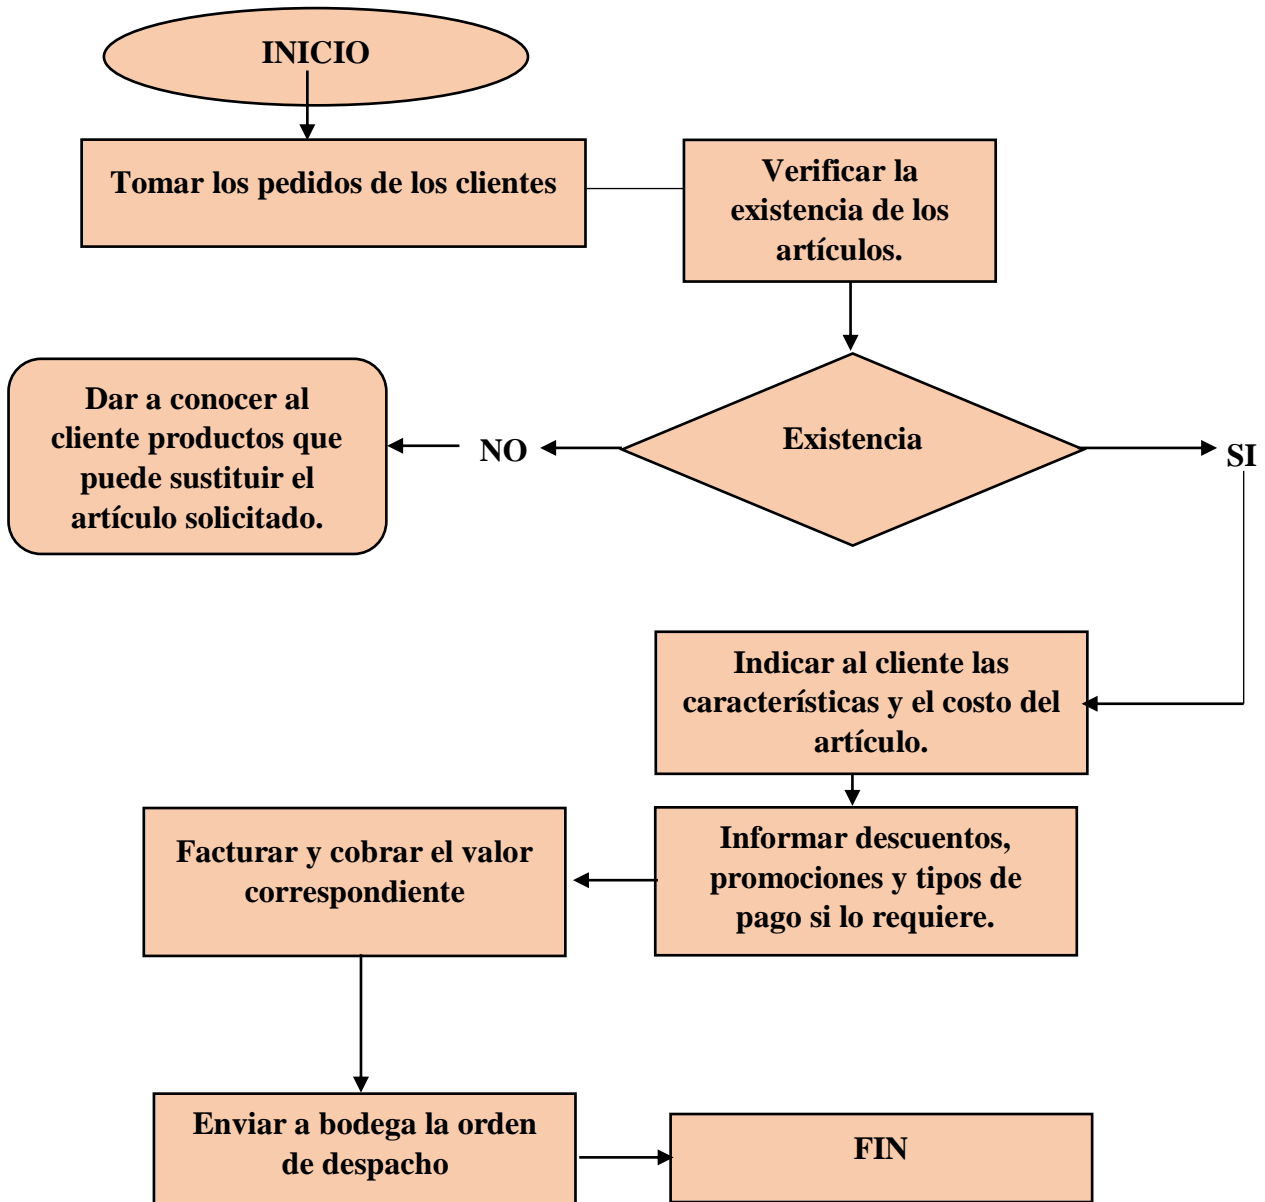 INICIO
Tomar los pedidos de los clientes
Verificar la
existencia de los
artículos.
Existencia
NO
SI
Dar a conocer al
cliente productos que
puede sustituir el
artículo solicitado.
Indicar al cliente las
característícas y el costo del
artículo.
Informar descuentos,
promociones y tipos de
pago si lo requiere.
Facturar y cobrar el valor
correspondiente
Enviar a bodega la orden
de despacho
FIN